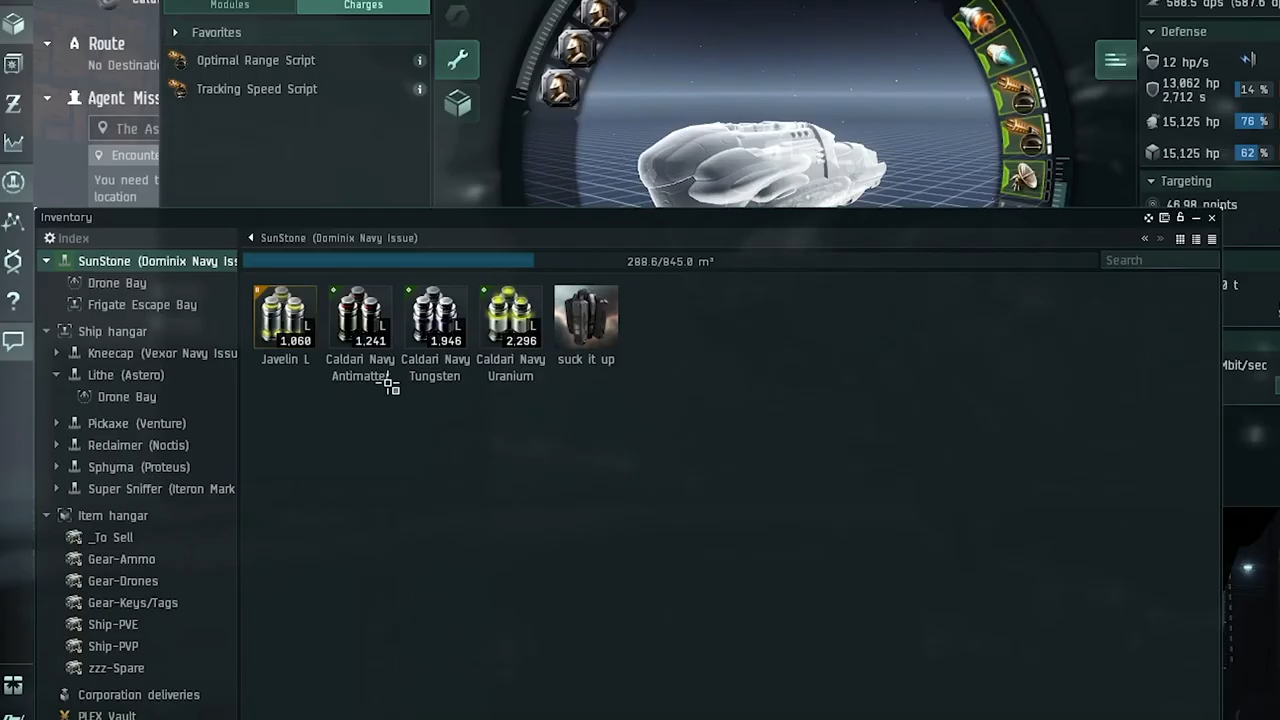 Modules
Charges
588.5 dps (587.6
Route
No Destinatio
Favorites
Defense
Optimal Range Script
12 hp/s
Tracking Speed Script
13,062 hp
2,712 s
14 %
Agent Miss
The As
15,125 hp
76 %
Encounte
15,125 hp
62 %
You need t
location
Targeting
46.98 points
Inventory
Index
SunStone (Dominix Navy Issue)
SunStone (Dominix Navy Iss
288.6/845.0 m³
Search
Drone Bay
Frigate Escape Bay
Ship hangar
Kneecap (Vexor Navy Issu
Lithe (Astero)
Drone Bay
Pickaxe (Venture)
Reclaimer (Noctis)
Sphyma (Proteus)
Super Sniffer (Iteron Mark
Item hangar
_To Sell
Gear-Ammo
Gear-Drones
Gear-Keys/Tags
Ship-PVE
Ship-PVP
zzz-Spare
Corporation deliveries
PLEX Vault
L
1,060
Javelin L
L
1,241
Caldari Navy
Antimatte
L
1,946
Caldari Navy
Tungsten
L
2,296
Caldari Navy
Uranium
suck it up
0 t
Mbit/sec